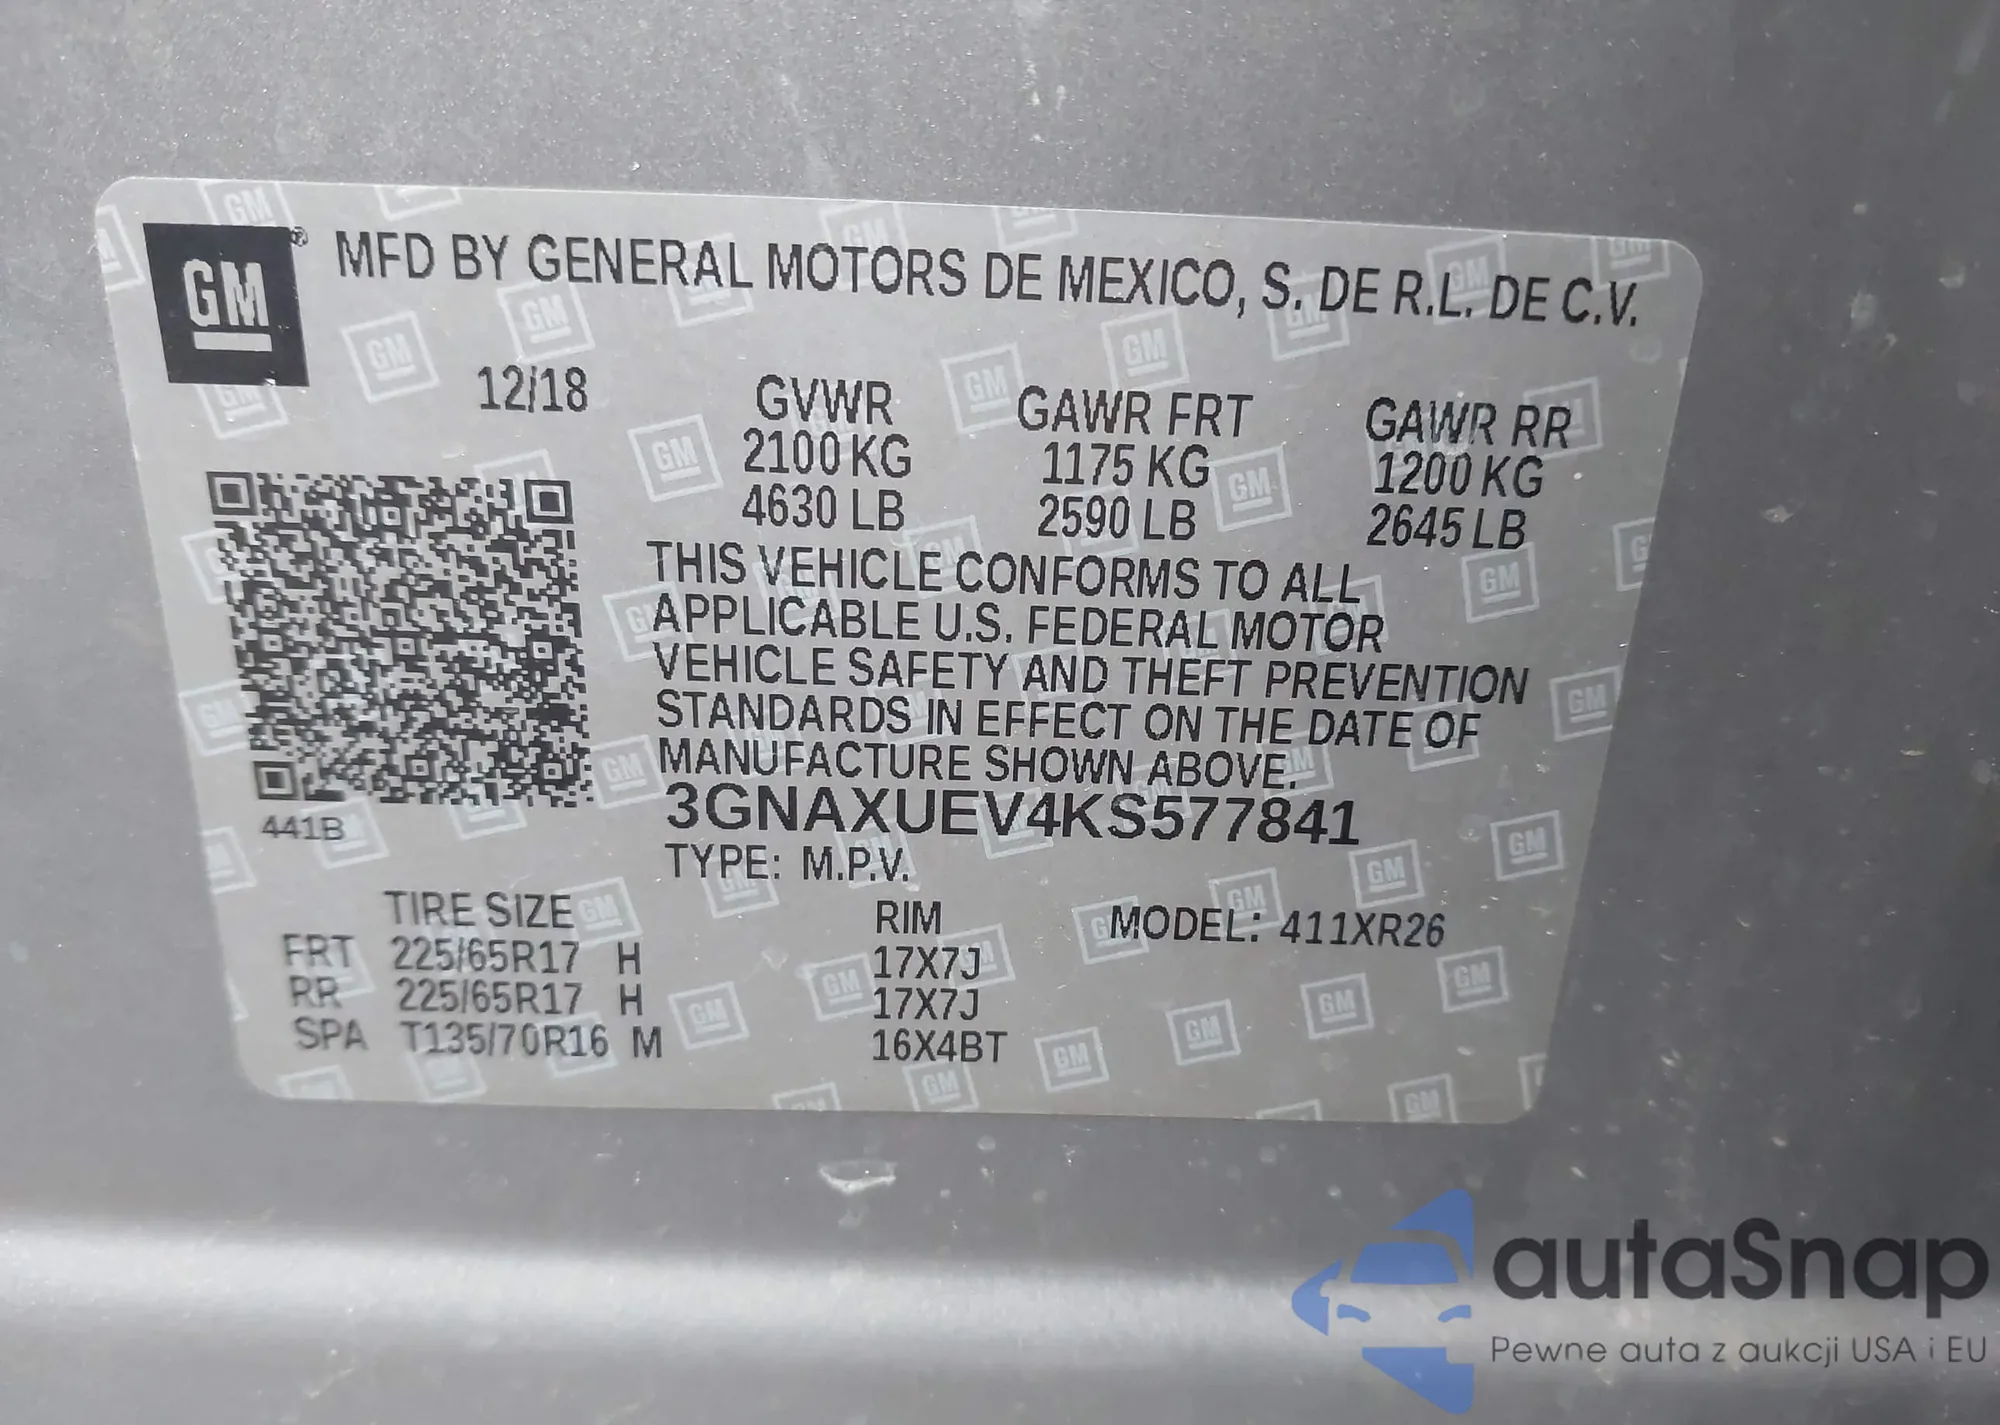 GM ® MFD BY GENERAL MOTORS DE MEXICO, S. DE R.L. DE C.V.
12/18 GVWR GAWR FRT GAWR RR
2100 KG 1175 KG 1200 KG
4630 LB 2590 LB 2645 LB
THIS VEHICLE CONFORMS TO ALL
APPLICABLE U.S. FEDERAL MOTOR
VEHICLE SAFETY AND THEFT PREVENTION
STANDARDS IN EFFECT ON THE DATE OF
MANUFACTURE SHOWN ABOVE.
3GNAXUEV4KS577841
441B
TYPE: M.P.V.
TIRE SIZE RIM MODEL: 411XR26
FRT 225/65R17 H 17X7J
RR 225/65R17 H 17X7J
SPA T135/70R16 M 16X4BT
autaSnap
Pewne auta z aukcji USA i EU